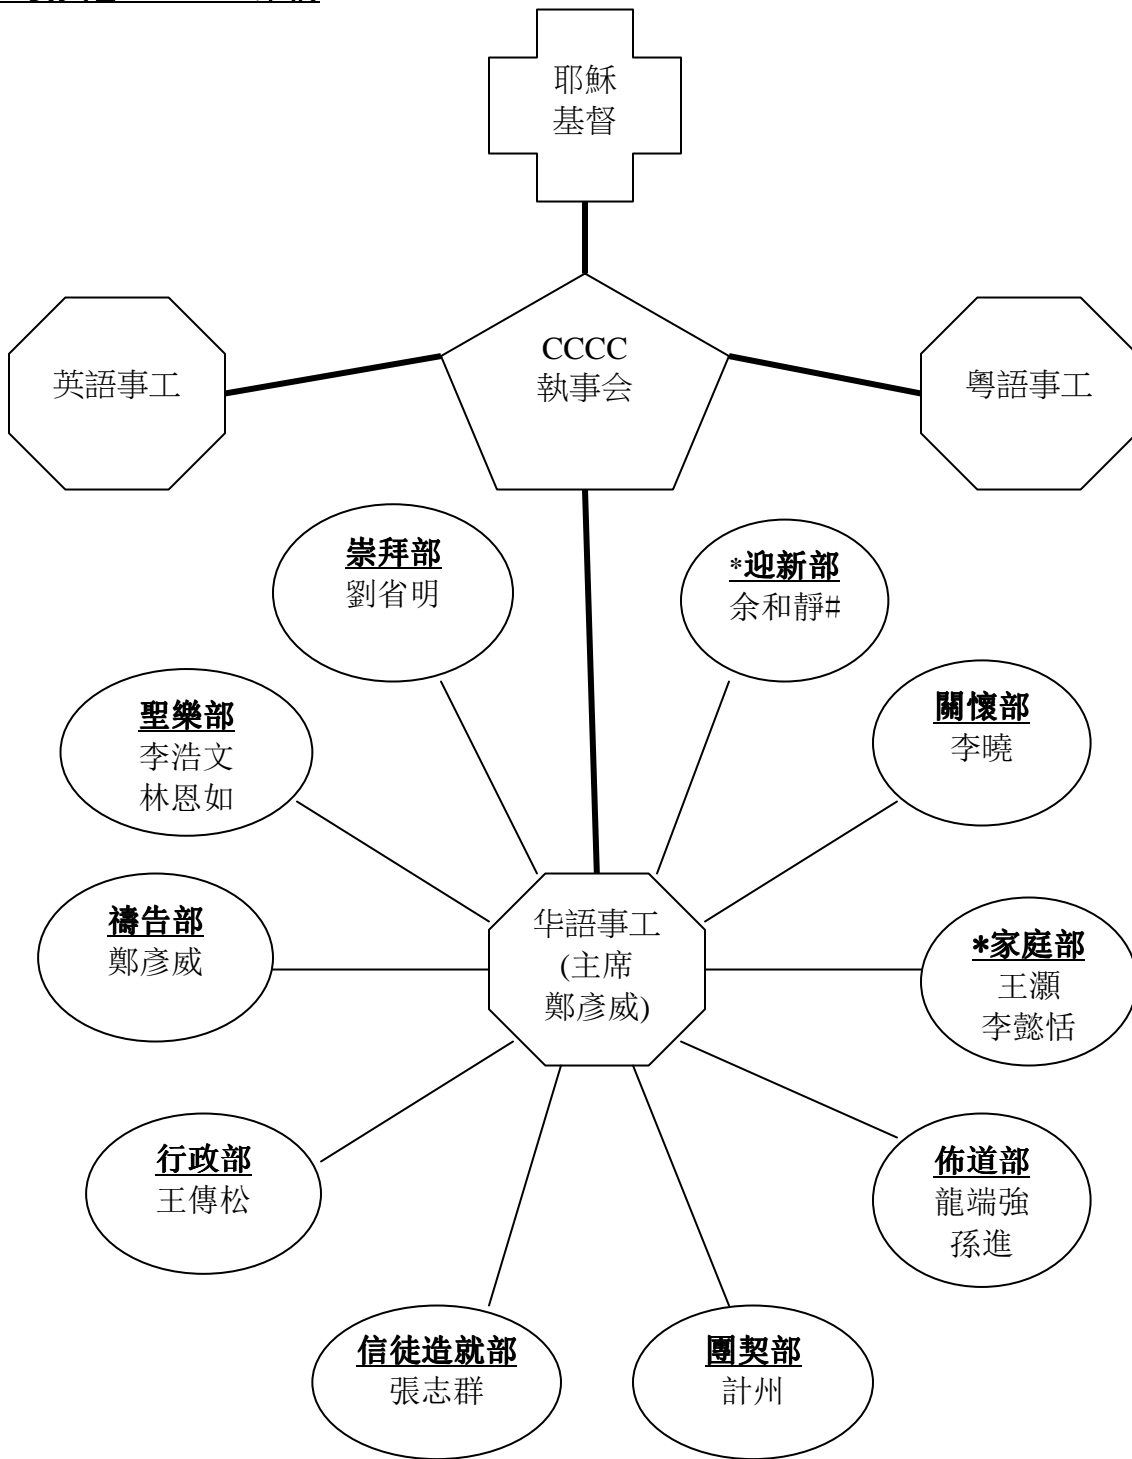 耶穌
基督
CCCC
執事会
英語事工
粵語事工
崇拜部
劉省明
*迎新部
余和靜#
聖樂部
李浩文
林恩如
關懷部
李曉
禱告部
鄭彥威
华語事工
(主席
鄭彥威)
*家庭部
王灝
李懿恬
行政部
王傳松
佈道部
龍端強
孫進
信徒造就部
張志群
團契部
計州